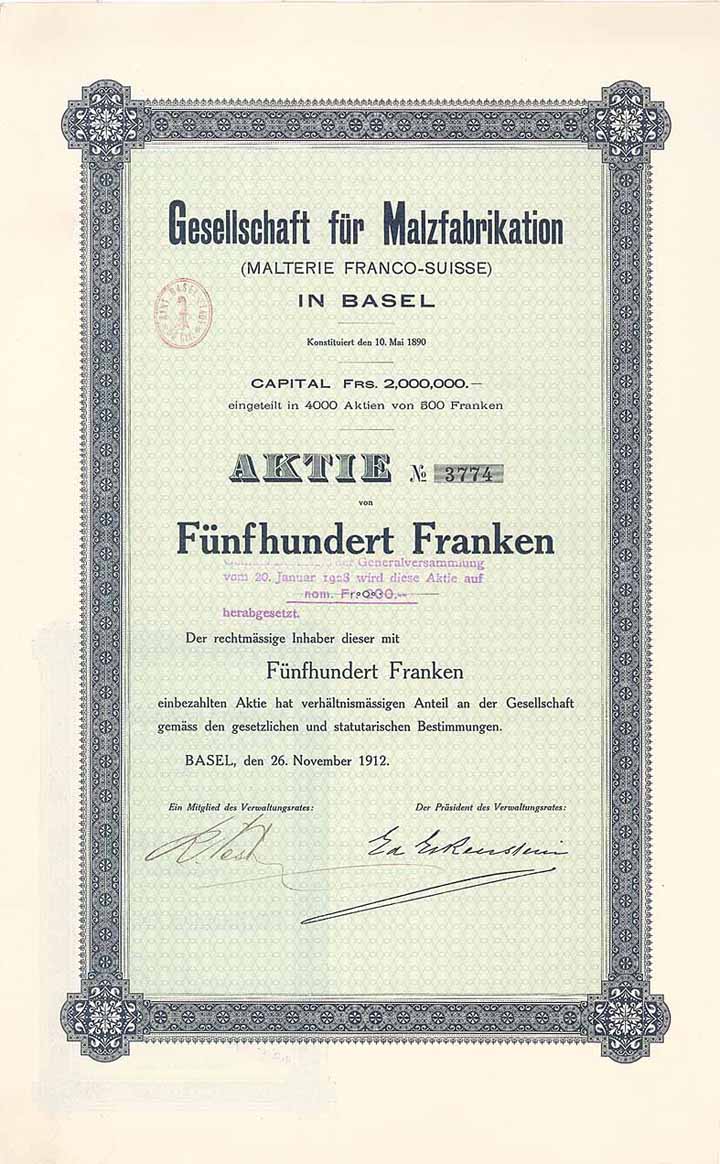 Gesellschaft für Malzfabrikation
(MALTERIE FRANCO-SUISSE)
IN BASEL
Konstituiert den 10. Mai 1890
CAPITAL FRS. 2,000,000.—
eingeteilt in 4000 Aktien von 500 Franken
AKTIE № 3774
von
Fünfhundert Franken
der Generalversammlung
vom 20. Januar 1928 wird diese Aktie auf
nom. Fr.
herabgesetzt.
Der rechtmässige Inhaber dieser mit
Fünfhundert Franken
einbezahlten Aktie hat verhältnismässigen Anteil an der Gesellschaft
gemäss den gesetzlichen und statutarischen Bestimmungen.
BASEL, den 26. November 1912.
Ein Mitglied des Verwaltungsrates: Der Präsident des Verwaltungsrates:
Ed Eckenstein